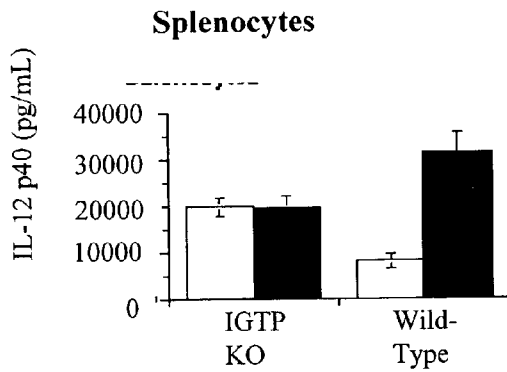 Splenocytes
IL-12 p40 (pg/mL)
40000
30000
20000
10000
0
IGTP
KO
Wild-
Type